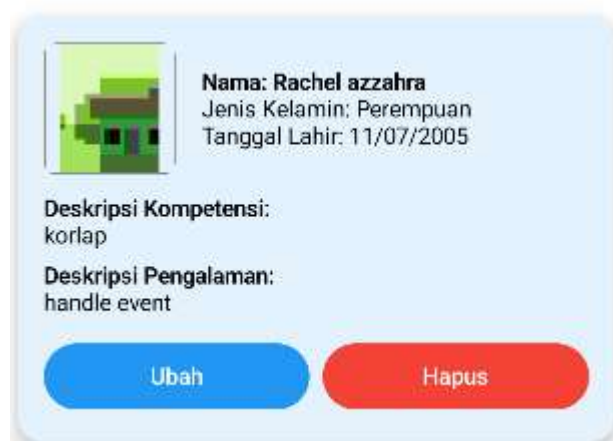 Nama: Rachel azzahra
Jenis Kelamin: Perempuan
Tanggal Lahir: 11/07/2005
Deskripsi Kompetensi:
korlap
Deskripsi Pengalaman:
handle event
Ubah
Hapus